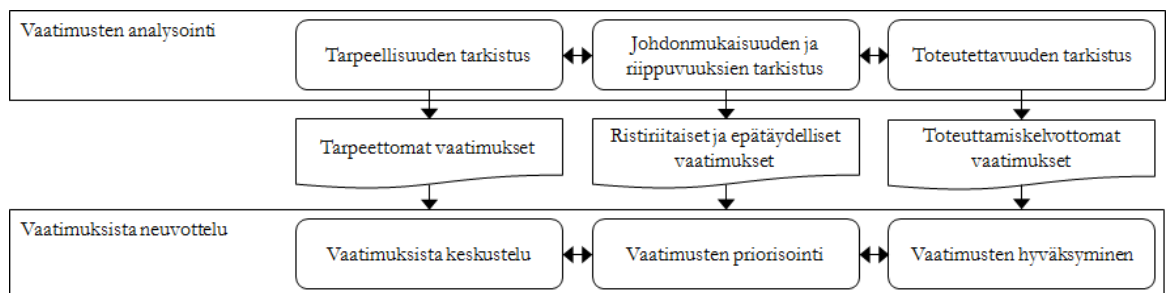 Vaatimusten analysointi
Tarpeellisuuden tarkistus
Johdonmukaisuuden ja
riippuvuuksien tarkistus
Toteutettavuuden tarkistus
Tarpeettomat vaatimukset
Ristiriitaiset ja epätäydelliset
vaatimukset
Toteuttamiskelvottomat
vaatimukset
Vaatimuksista neuvottelu
Vaatimuksista keskustelu
Vaatimusten priorisointi
Vaatimusten hyväksyminen